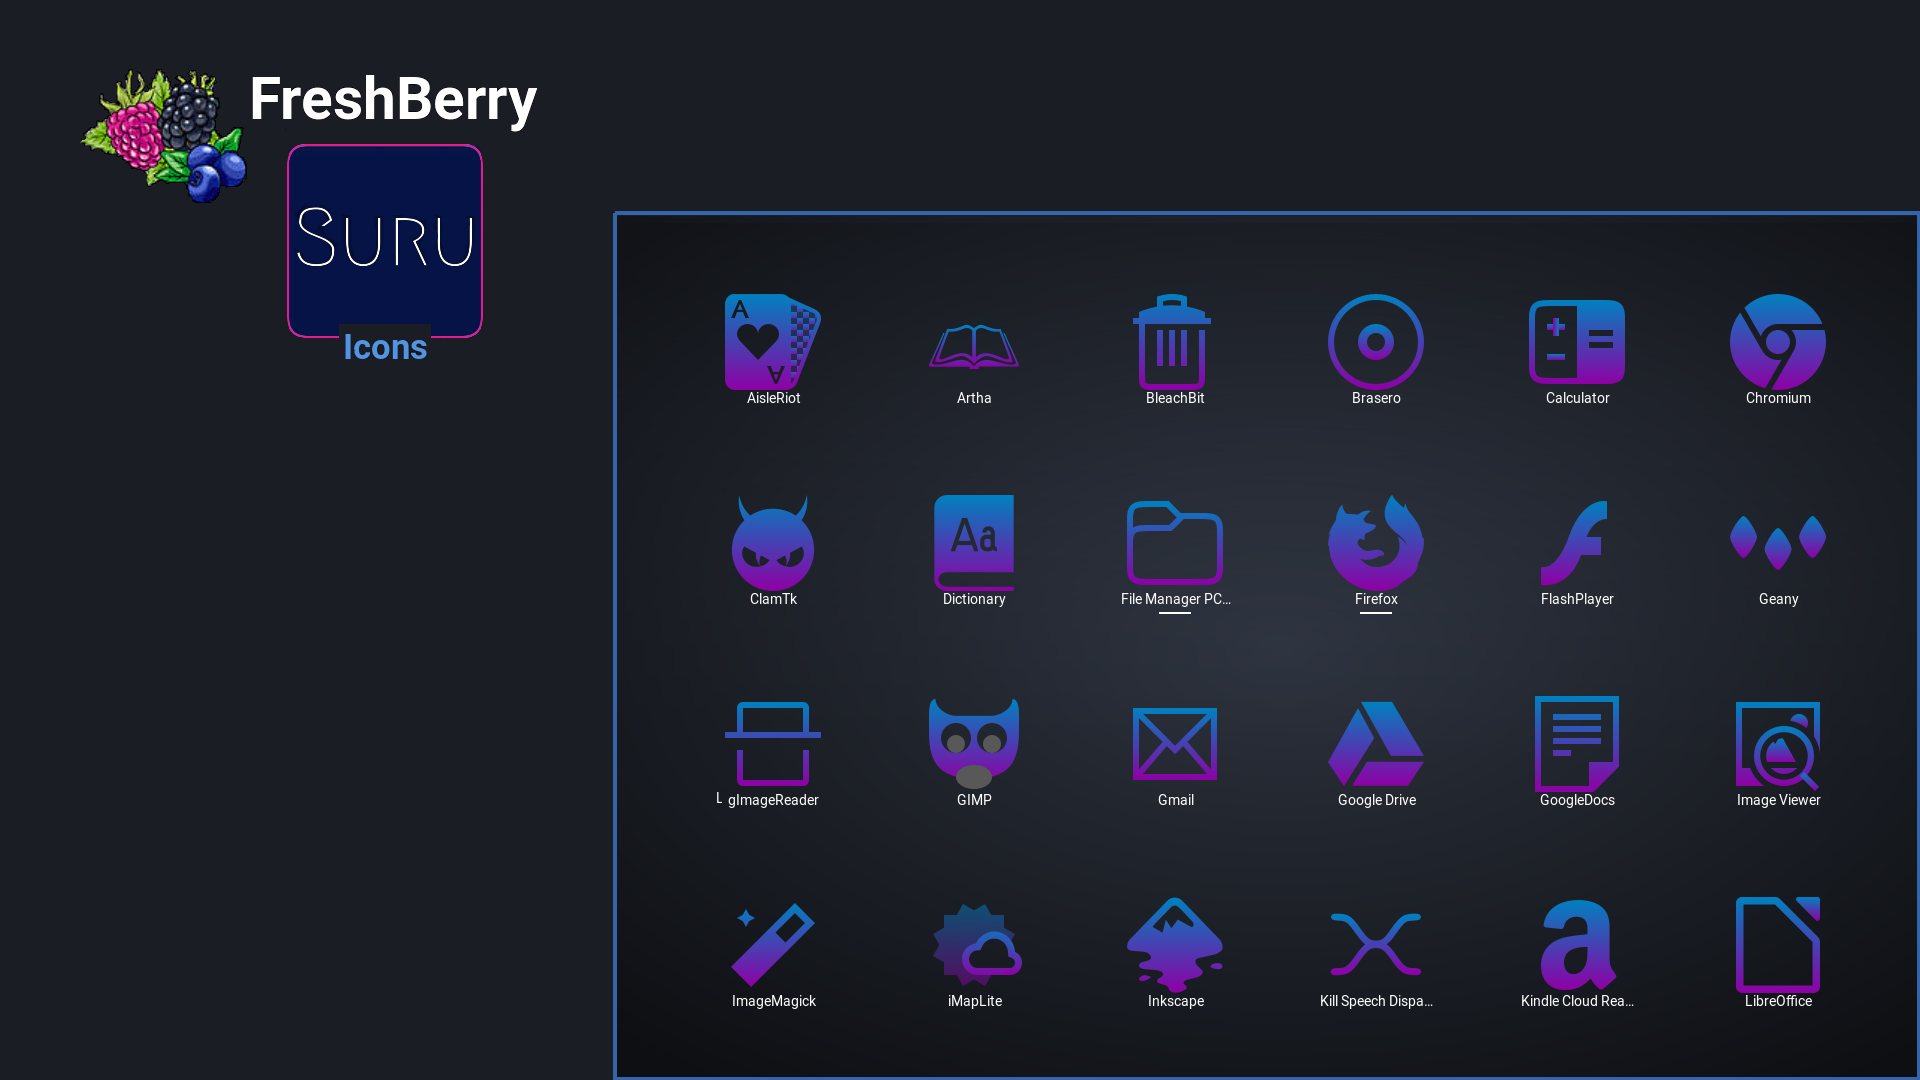 FreshBerry
SURU
Icons
A
A
AisleRiot
Artha
BleachBit
Brasero
Calculator
Chromium
Aa
ClamTk
Dictionary
File Manager PC...
Firefox
FlashPlayer
Geany
L gImageReader
GIMP
Gmail
Google Drive
GoogleDocs
Image Viewer
a
ImageMagick
iMapLite
Inkscape
Kill Speech Dispa...
Kindle Cloud Rea...
LibreOffice